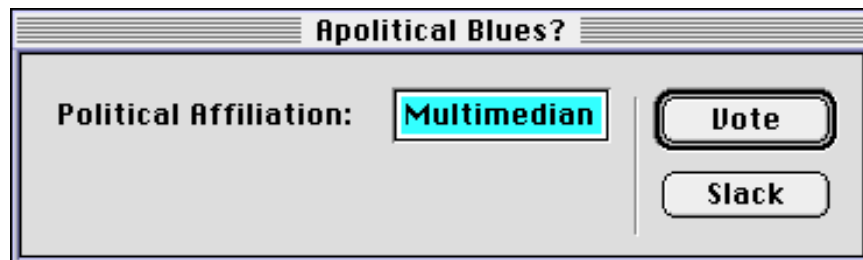 Apolitical Blues?
Political Affiliation: Multimedian
Vote
Slack